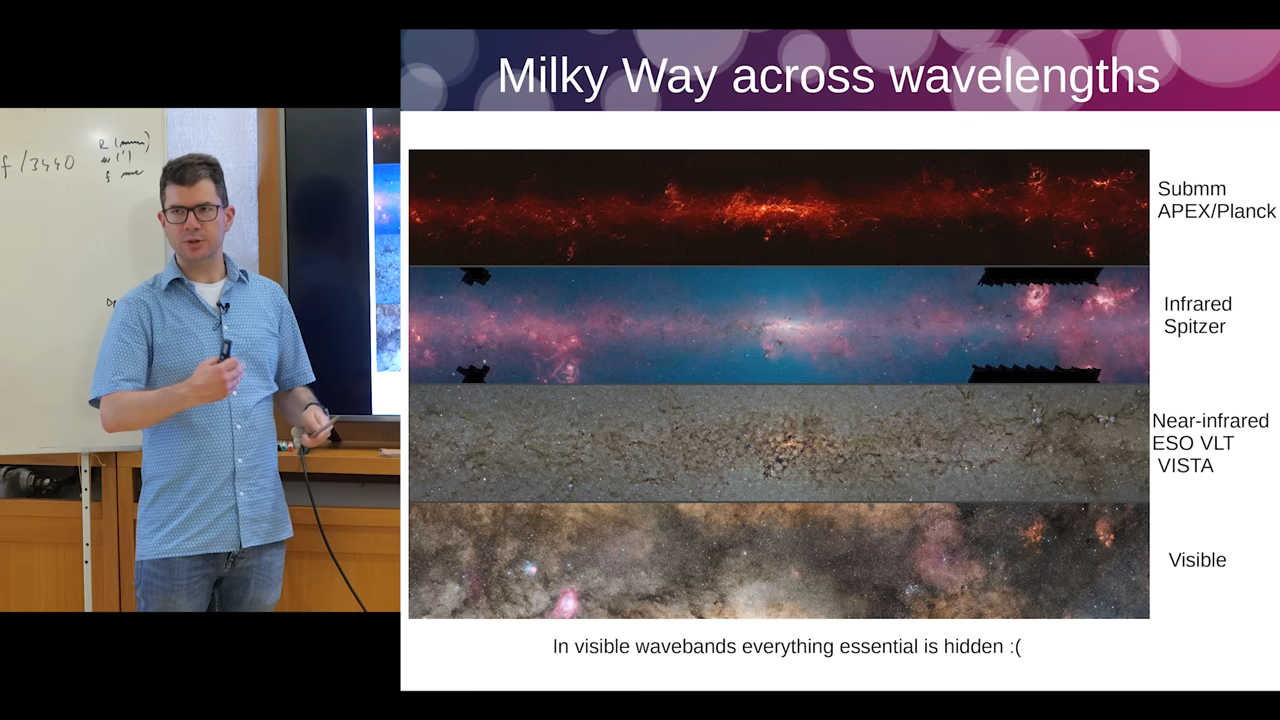 Milky Way across wavelengths
f/3440
Submm
APEX/Planck
Infrared
Spitzer
Near-infrared
ESO VLT
VISTA
Visible
In visible wavebands everything essential is hidden :(